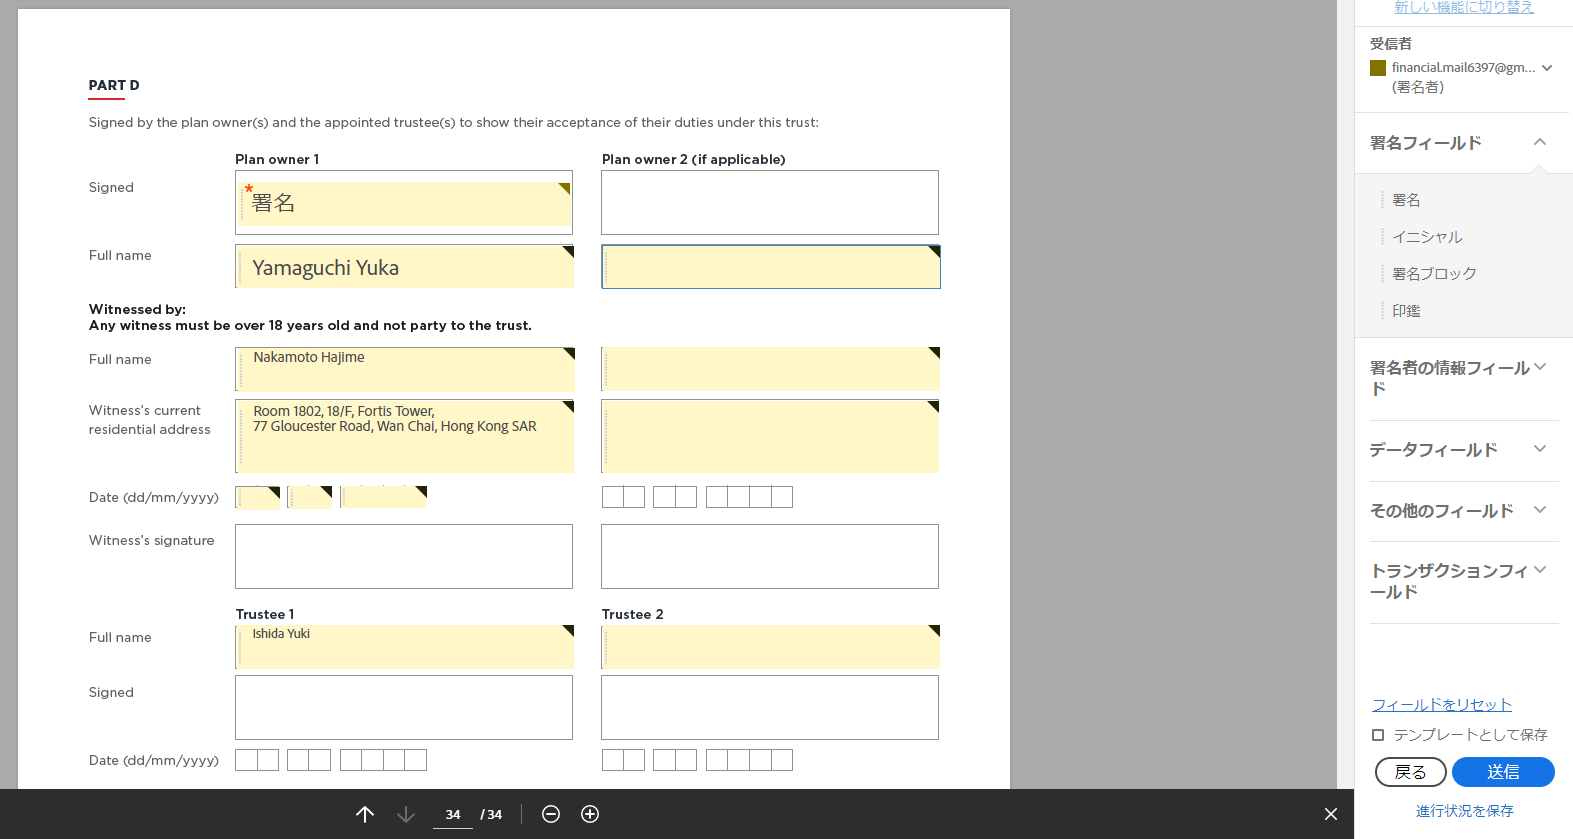 PART D
Signed by the plan owner(s) and the appointed trustee(s) to show their acceptance of their duties under this trust:
Plan owner 1
Plan owner 2 (if applicable)
Signed
*
署名
Full name
Yamaguchi Yuka
Witnessed by:
Any witness must be over 18 years old and not party to the trust.
Full name
Nakamoto Hajime
Witness's current
residential address
Room 1802, 18/F, Fortis Tower,
77 Gloucester Road, Wan Chai, Hong Kong SAR
Date (dd/mm/yyyy)
Witness's signature
Trustee 1
Trustee 2
Full name
Ishida Yuki
Signed
Date (dd/mm/yyyy)
34 / 34
新しい機能に切り替え
受信者
financial.mail6397@gm...
(署名者)
署名フィールド
署名
イニシャル
署名ブロック
印鑑
署名者の情報フィール
ド
データフィールド
その他のフィールド
トランザクションフィ
ールド
フィールドをリセット
テンプレートとして保存
戻る
送信
進行状況を保存